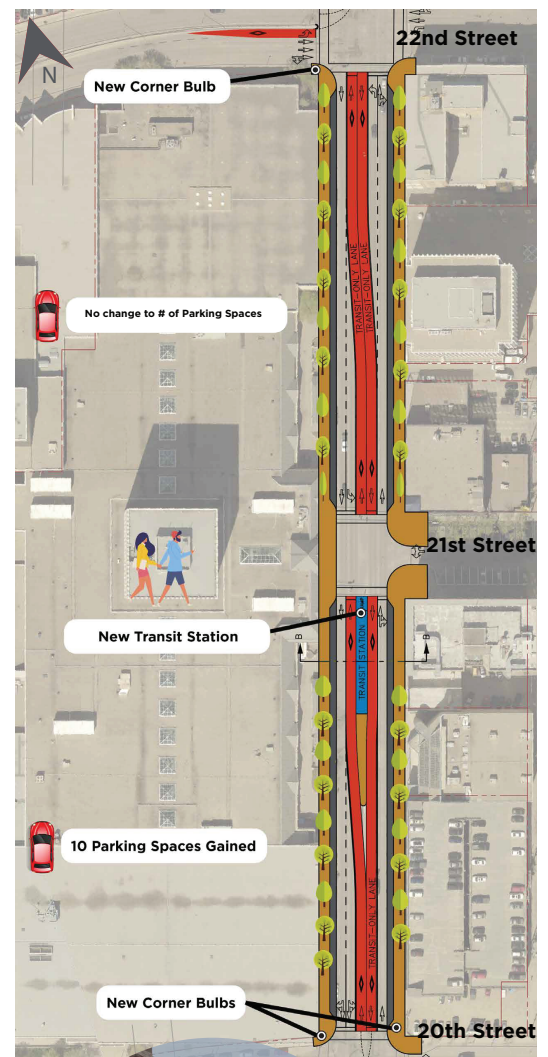 22nd Street
N
New Corner Bulb
TRANSIT-ONLY LANE
TRANSIT-ONLY LANE
No change to # of Parking Spaces
21st Street
New Transit Station
B
B
TRANSIT STATION
10 Parking Spaces Gained
TRANSIT-ONLY LANE
New Corner Bulbs
20th Street